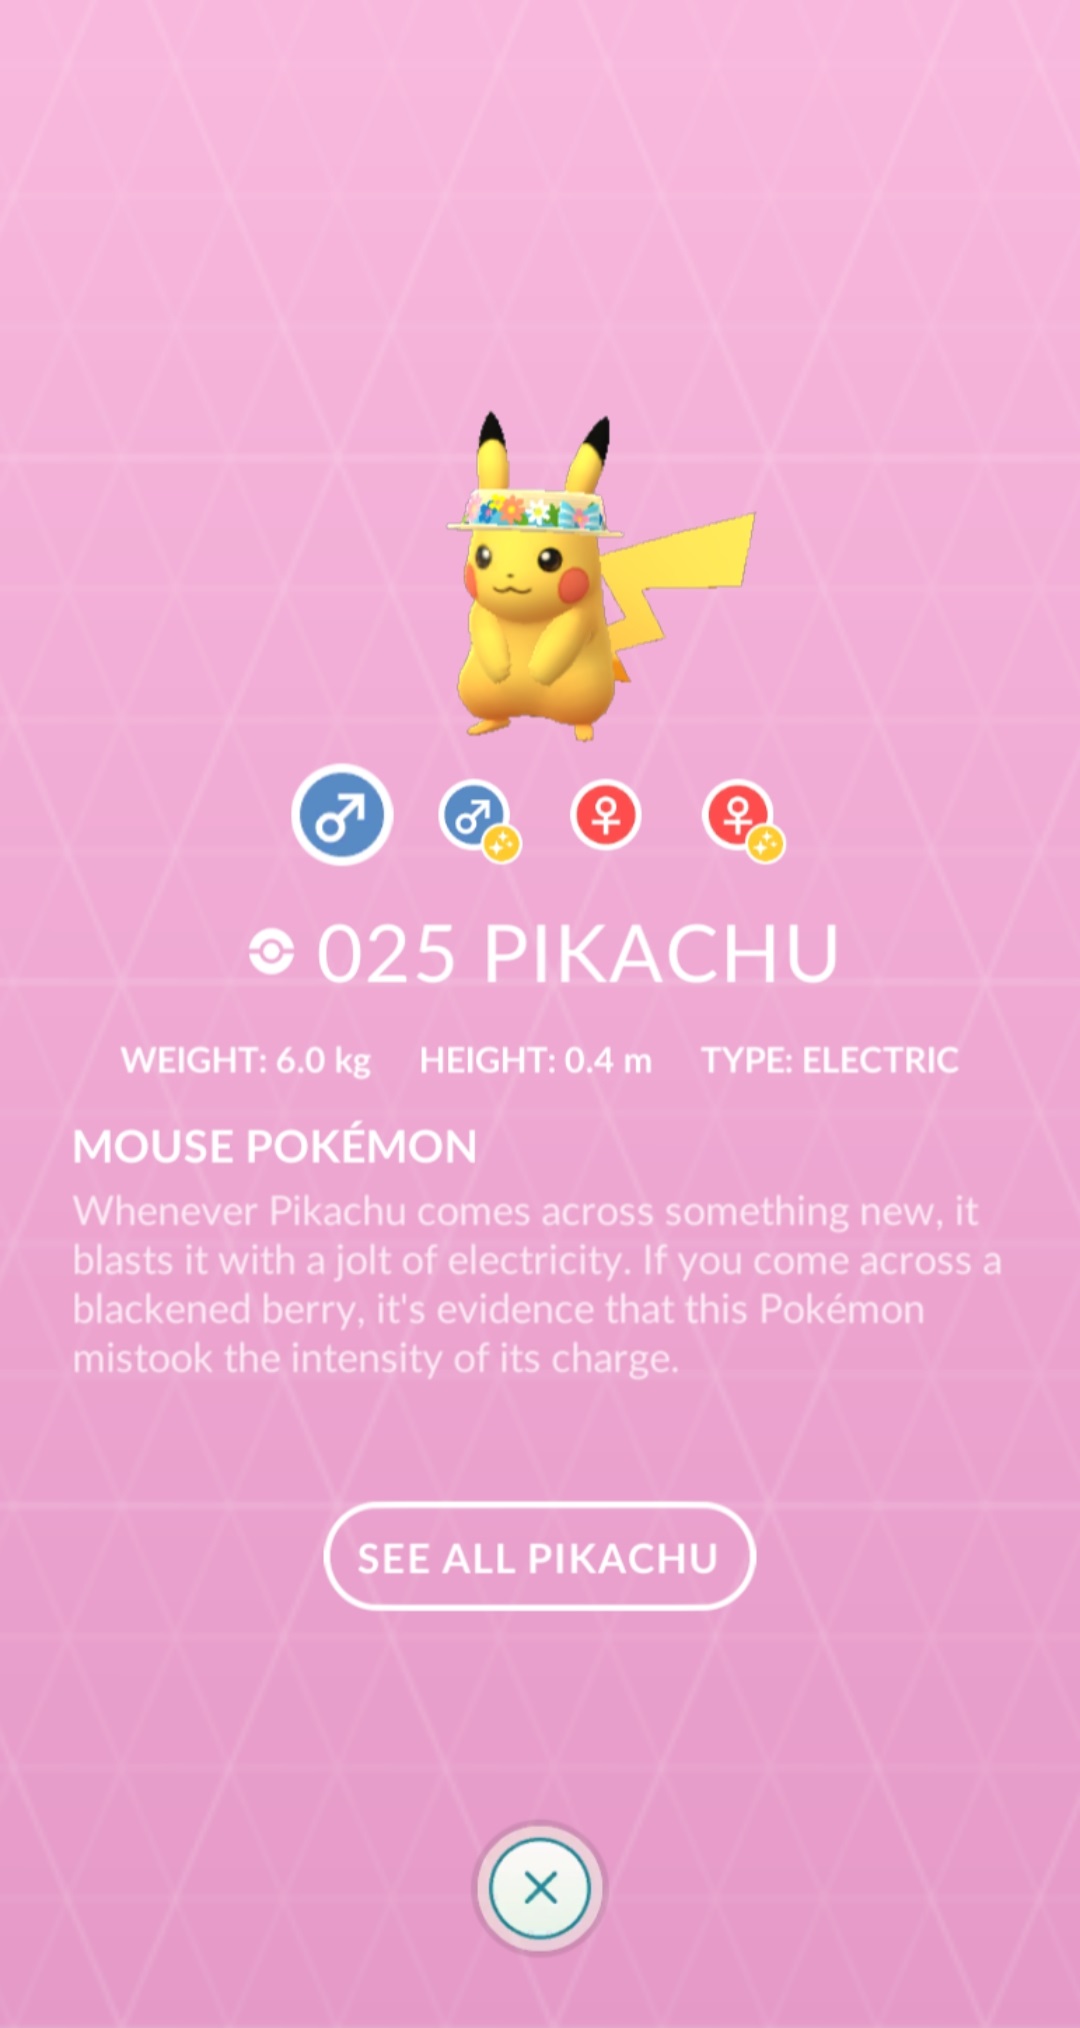 025 PIKACHU
WEIGHT: 6.0 kg HEIGHT: 0.4 m TYPE: ELECTRIC
MOUSE POKÉMON
Whenever Pikachu comes across something new, it
blasts it with a jolt of electricity. If you come across a
blackened berry, it's evidence that this Pokémon
mistook the intensity of its charge.
SEE ALL PIKACHU